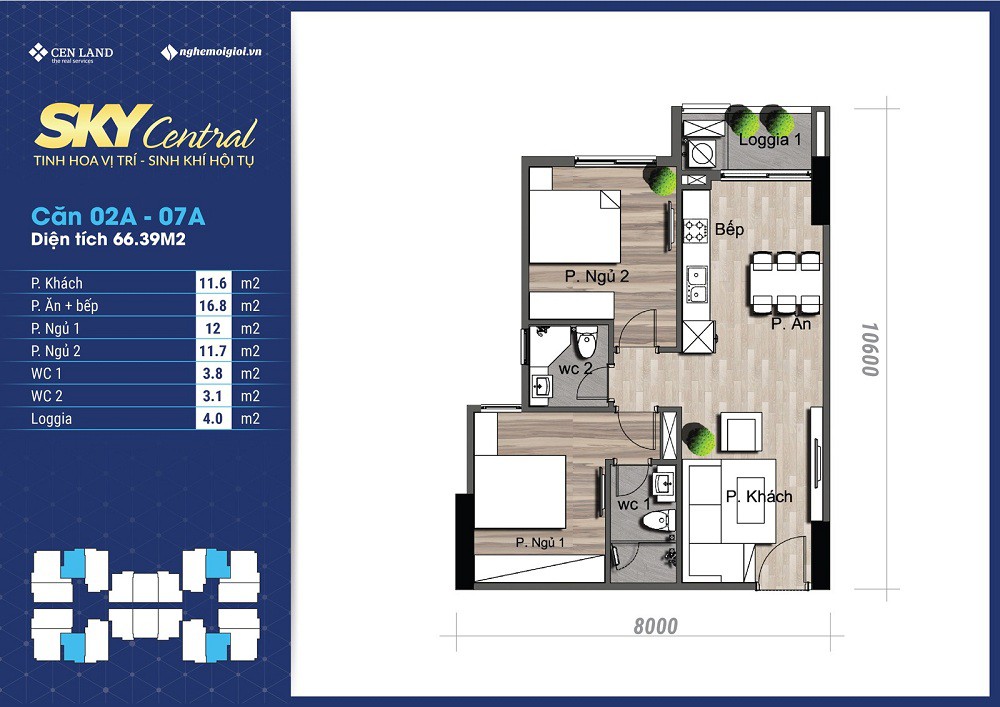 CEN LAND
the real services
nghemoigioi.vn
SKY Central
TINH HOA VỊ TRÍ - SINH KHÍ HỘI TỤ
Căn 02A - 07A
Diện tích 66.39M2
P. Khách 11.6 m2
P. Ăn + bếp 16.8 m2
P. Ngủ 1 12 m2
P. Ngủ 2 11.7 m2
WC 1 3.8 m2
WC 2 3.1 m2
Loggia 4.0 m2
Loggia 1
Bếp
P. Ngủ 2
P. Ăn
wc 2
P. Khách
wc 1
P. Ngủ 1
10600
8000